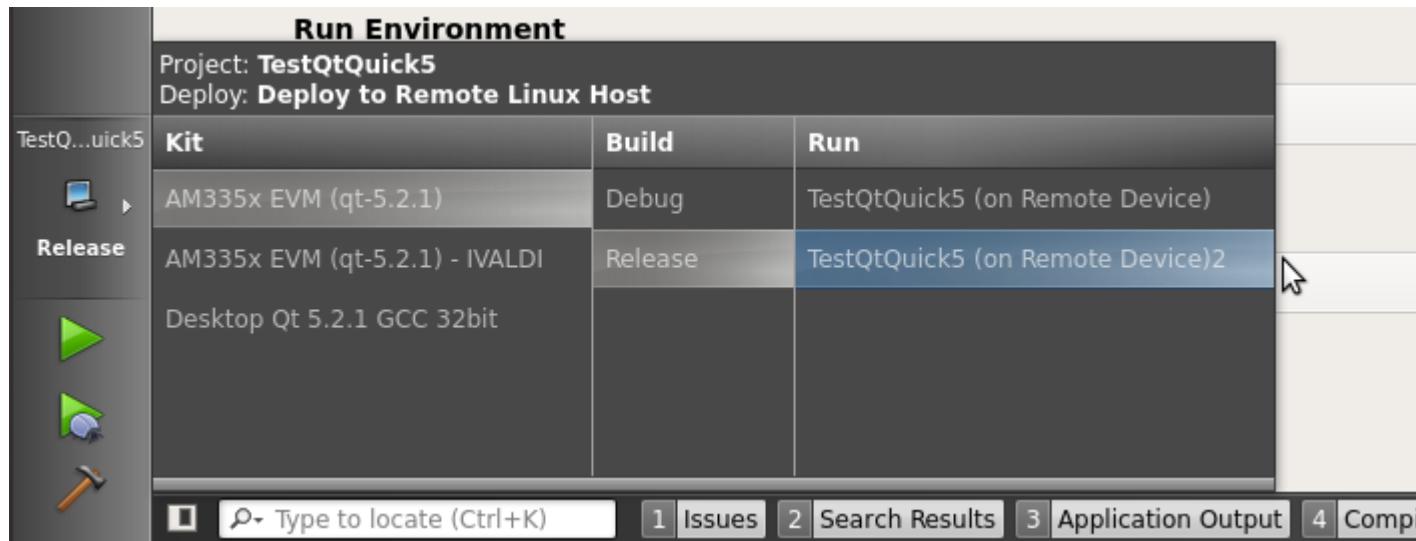 Run Environment
Project: TestQtQuick5
Deploy: Deploy to Remote Linux Host
TestQ...uick5
Kit Build Run
AM335x EVM (qt-5.2.1) Debug TestQtQuick5 (on Remote Device)
Release
AM335x EVM (qt-5.2.1) - IVALDI Release TestQtQuick5 (on Remote Device)2
Desktop Qt 5.2.1 GCC 32bit
Type to locate (Ctrl+K) 1 Issues 2 Search Results 3 Application Output 4 Compi